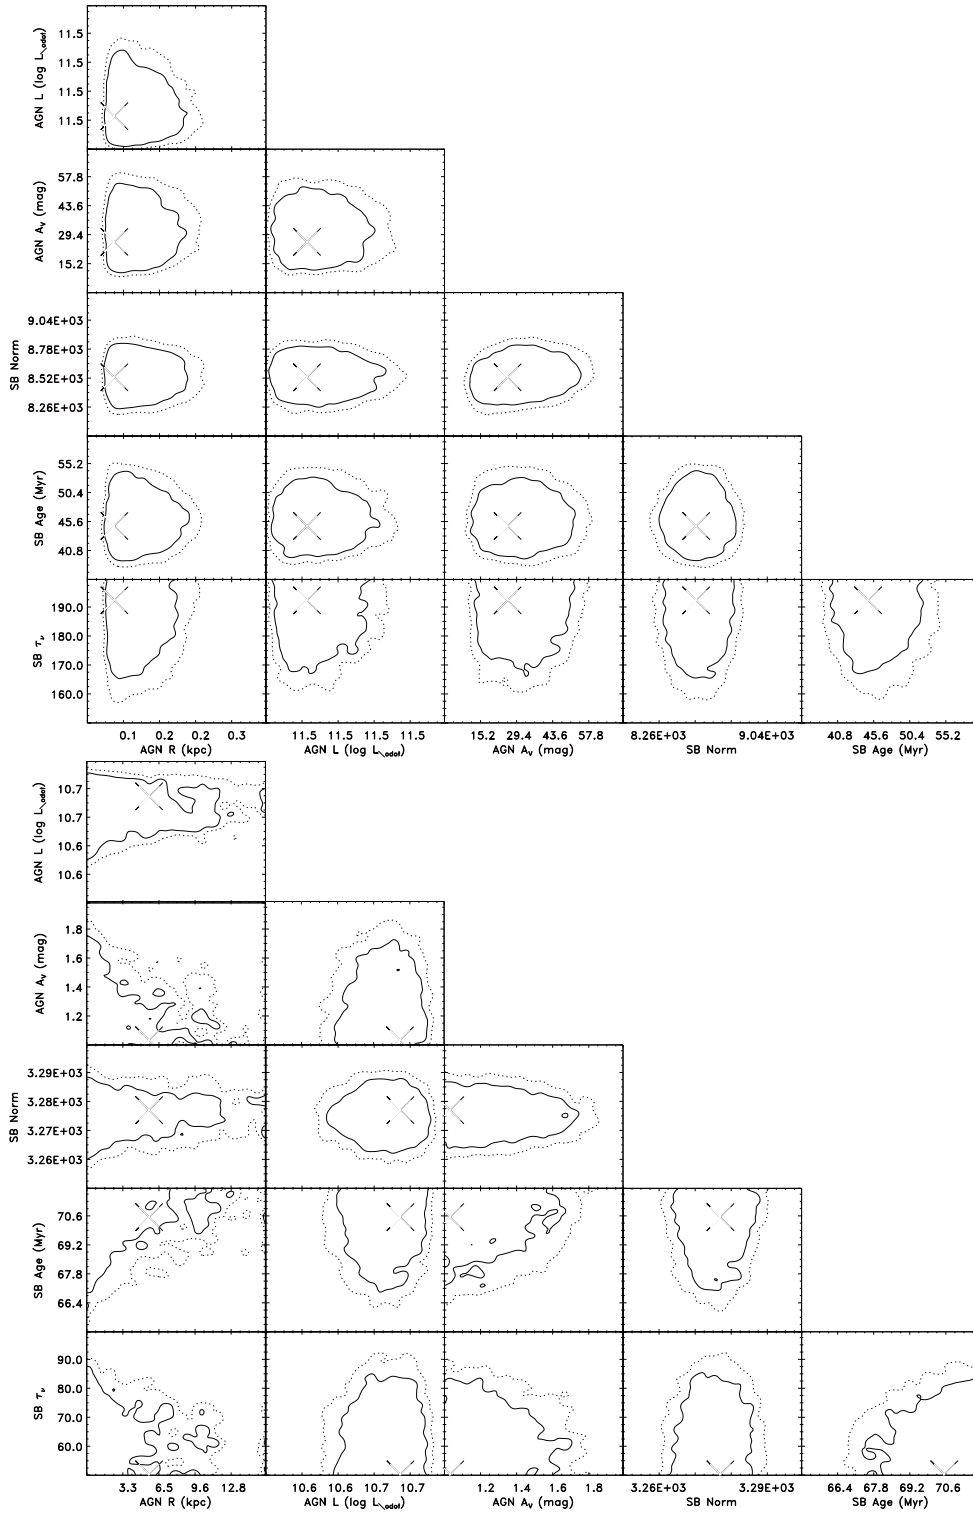 11.5
11.5
11.5
11.5
AGN L (log L\odot)
57.8
43.6
29.4
15.2
AGN AV (mag)
9.04E+03
8.78E+03
8.52E+03
8.26E+03
SB Norm
55.2
50.4
45.6
40.8
SB Age (Myr)
190.0
180.0
170.0
160.0
SB τν
0.1 0.2 0.2 0.3 11.5 11.5 11.5 11.5 15.2 29.4 43.6 57.8 8.26E+03 9.04E+03 40.8 45.6 50.4 55.2
AGN R (kpc) AGN L (log L\odot) AGN AV (mag) SB Norm SB Age (Myr)
10.7
10.7
10.6
10.6
AGN L (log L\odot)
1.8
1.6
1.4
1.2
AGN AV (mag)
3.29E+03
3.28E+03
3.27E+03
3.26E+03
SB Norm
70.6
69.2
67.8
66.4
SB Age (Myr)
90.0
80.0
70.0
60.0
SB τν
3.3 6.5 9.6 12.8 10.6 10.6 10.7 10.7 1.2 1.4 1.6 1.8 3.26E+03 3.29E+03 66.4 67.8 69.2 70.6
AGN R (kpc) AGN L (log L\odot) AGN AV (mag) SB Norm SB Age (Myr)